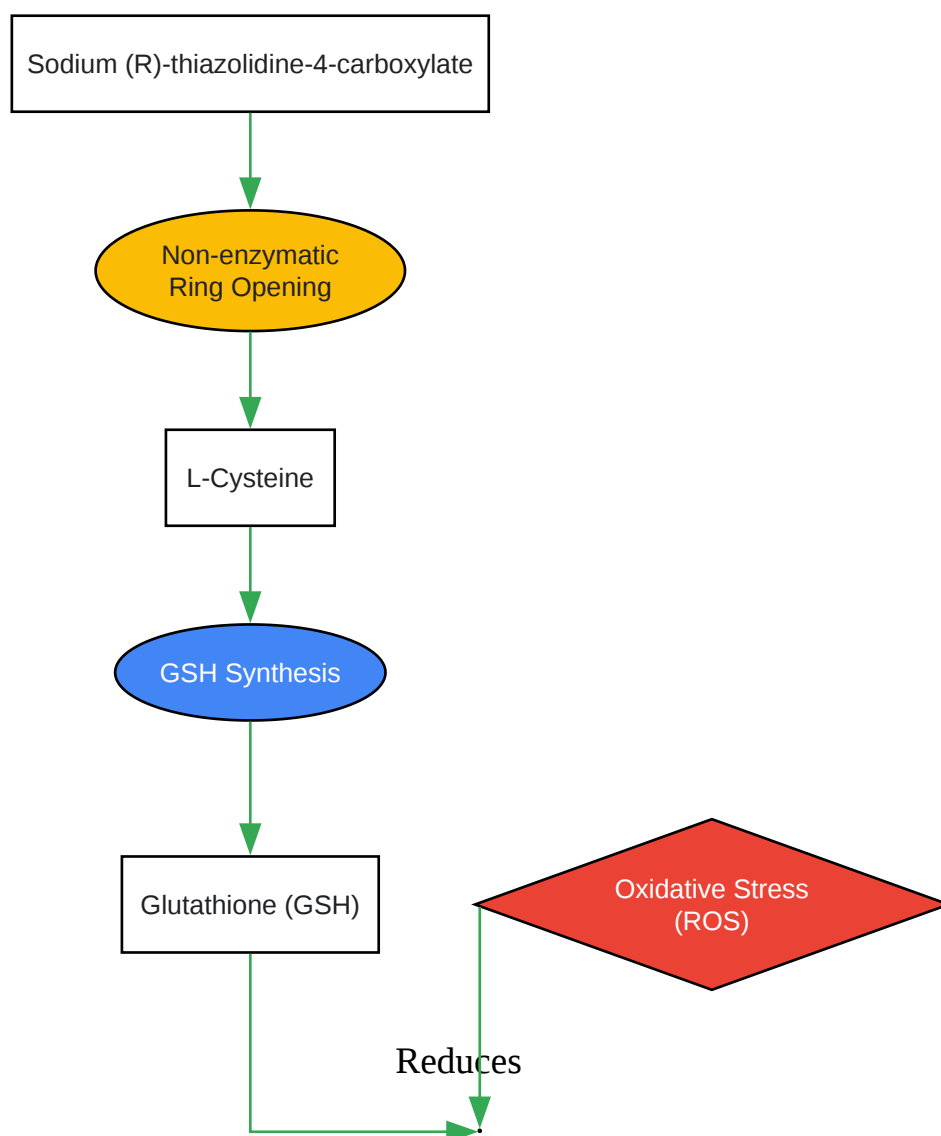 Sodium (R)-thiazolidine-4-carboxylate
Non-enzymatic
Ring Opening
L-Cysteine
GSH Synthesis
Glutathione (GSH)
Oxidative Stress
(ROS)
Reduces